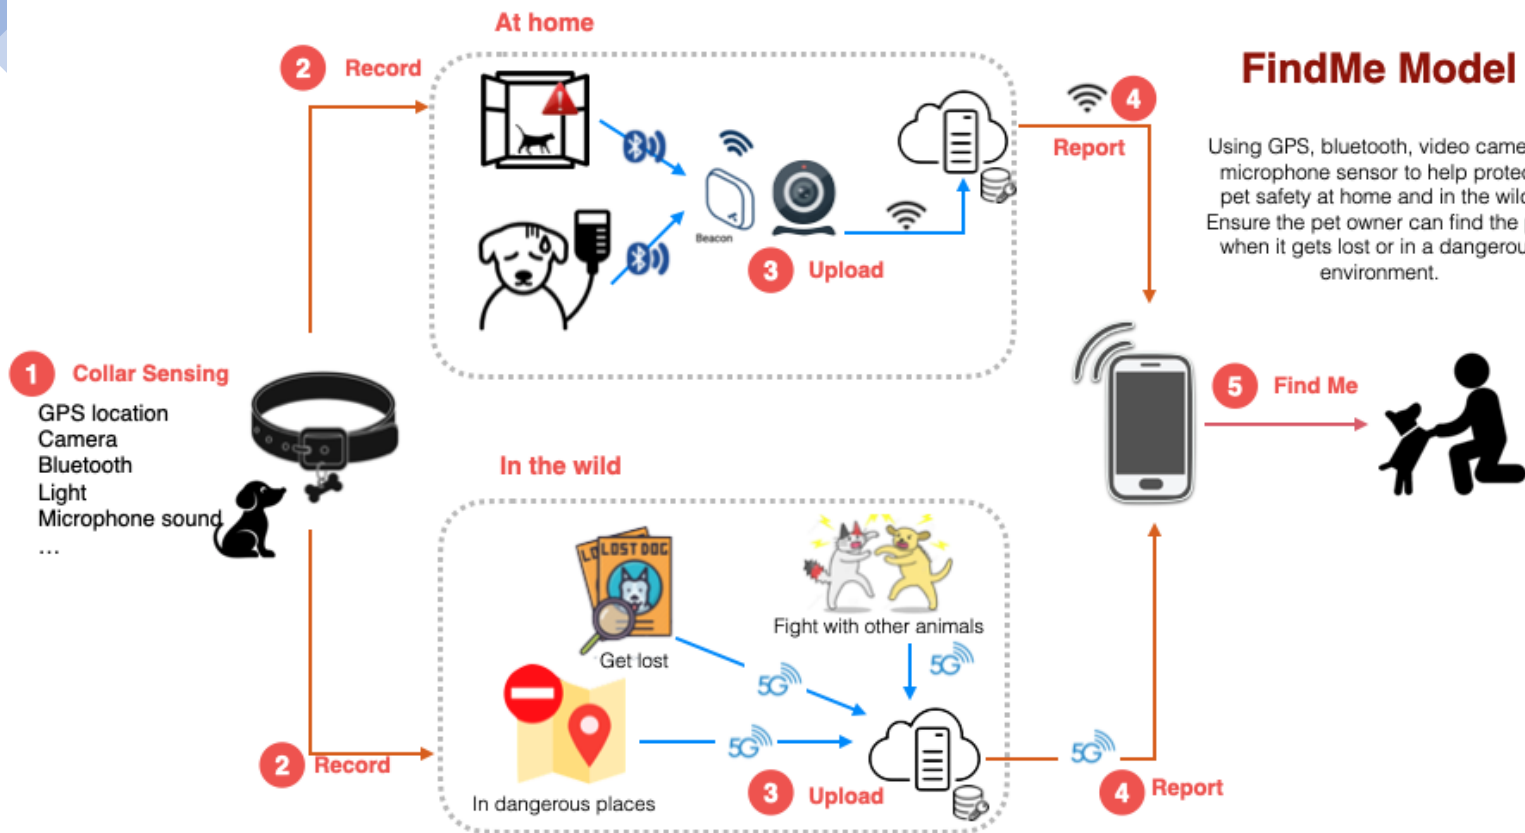 At home
2 Record
FindMe Model
4
Report
Using GPS, bluetooth, video
microphone sensor to help
pet safety at home and in the
Ensure the pet owner can find the
when it gets lost or in a
environment.
Beacon
3 Upload
1 Collar Sensing
GPS location
Camera
Bluetooth
Light
Microphone sound
...
5 Find Me
In the wild
LOST DOG
Fight with other animals
Get lost
5G
5G
5G
5G
2 Record
In dangerous places
3 Upload
4 Report